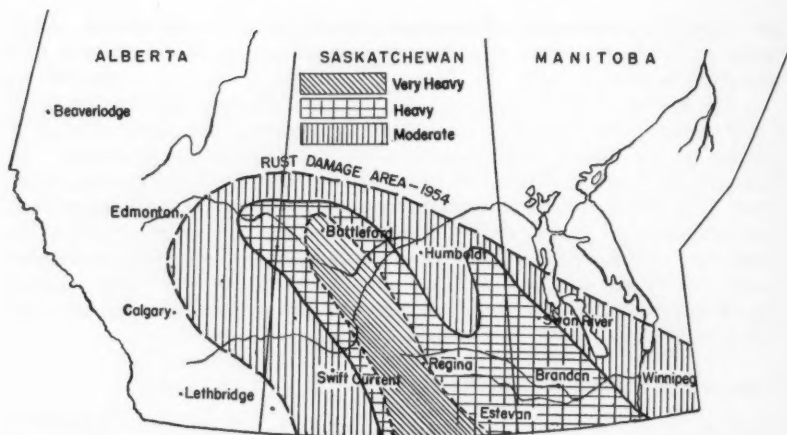 ALBERTA
SASKATCHEWAN
MANITOBA
Very Heavy
Heavy
Moderate
Beaverlodge
RUST DAMAGE AREA - 1954
Edmonton
Battleford
Humboldt
Calgary
Swan River
Regina
Swift Current
Brandon
Winnipeg
Lethbridge
Estevan